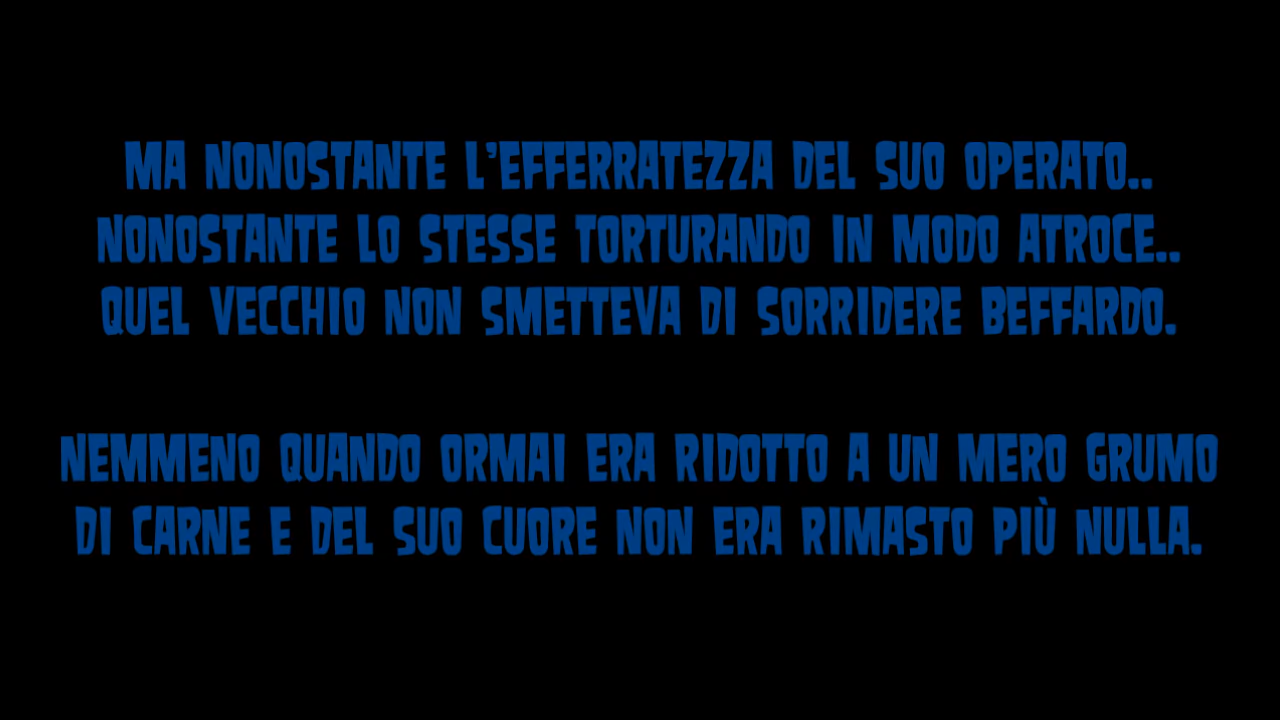 MA NONOSTANTE L'EFFERRATEZZA DEL SUO OPERATO..
NONOSTANTE LO STESSE TORTURANDO IN MODO ATROCE..
QUEL VECCHIO NON SMETTEVA DI SORRIDERE BEFFARDO.
NEMMENO QUANDO ORMAI ERA RIDOTTO A UN MERO GRUMO
DI CARNE E DEL SUO CUORE NON ERA RIMASTO PIÙ NULLA.